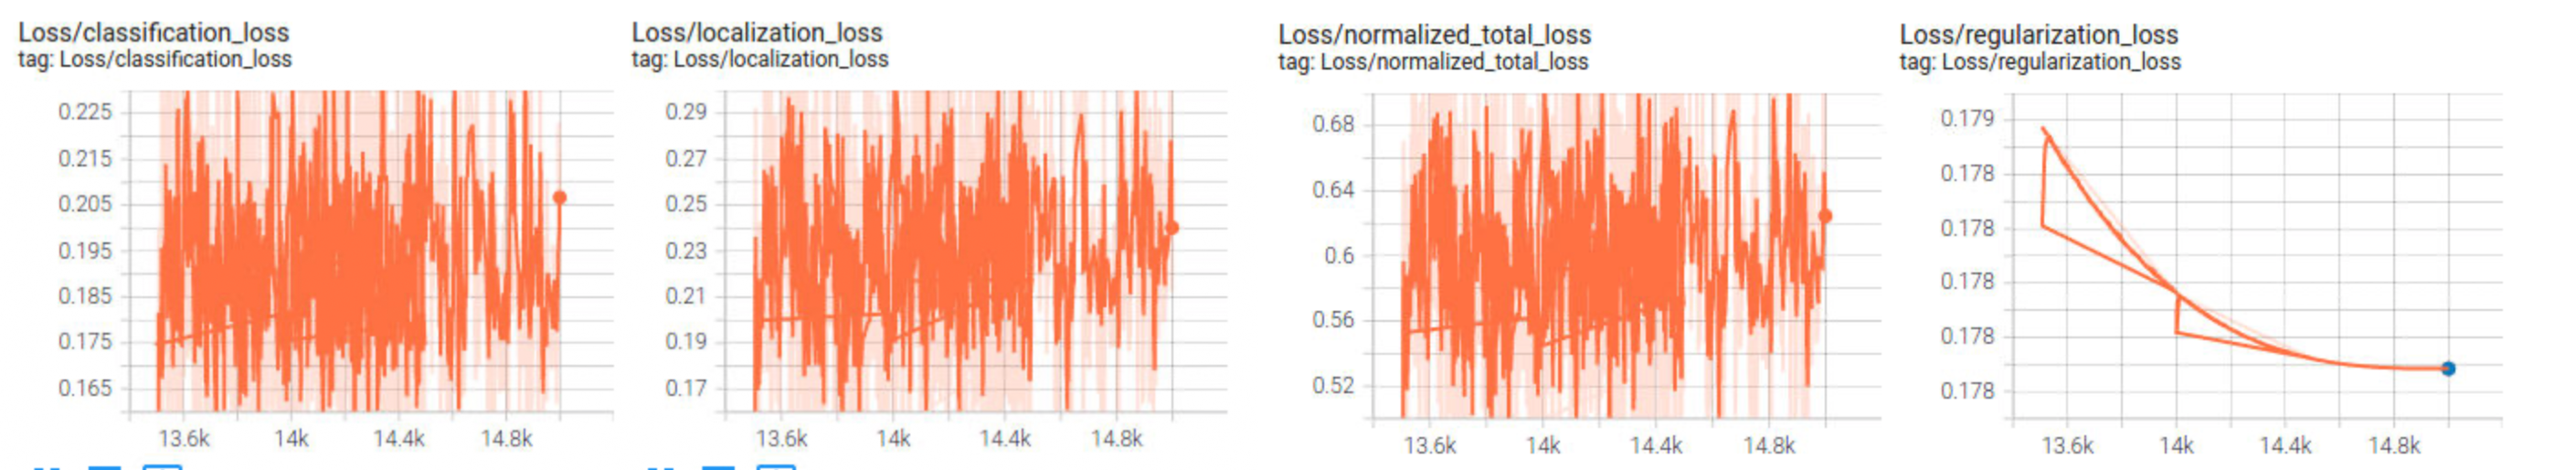 Loss/classification_loss
tag: Loss/classification_loss
0.225
0.215
0.205
0.195
0.185
0.175
0.165
13.6k 14k 14.4k 14.8k
Loss/localization_loss
tag: Loss/localization_loss
0.29
0.27
0.25
0.23
0.21
0.19
0.17
13.6k 14k 14.4k 14.8k
Loss/normalized_total_loss
tag: Loss/normalized_total_loss
0.68
0.64
0.6
0.56
0.52
13.6k 14k 14.4k 14.8k
Loss/regularization_loss
tag: Loss/regularization_loss
0.179
0.178
0.178
0.178
0.178
0.178
13.6k 14k 14.4k 14.8k